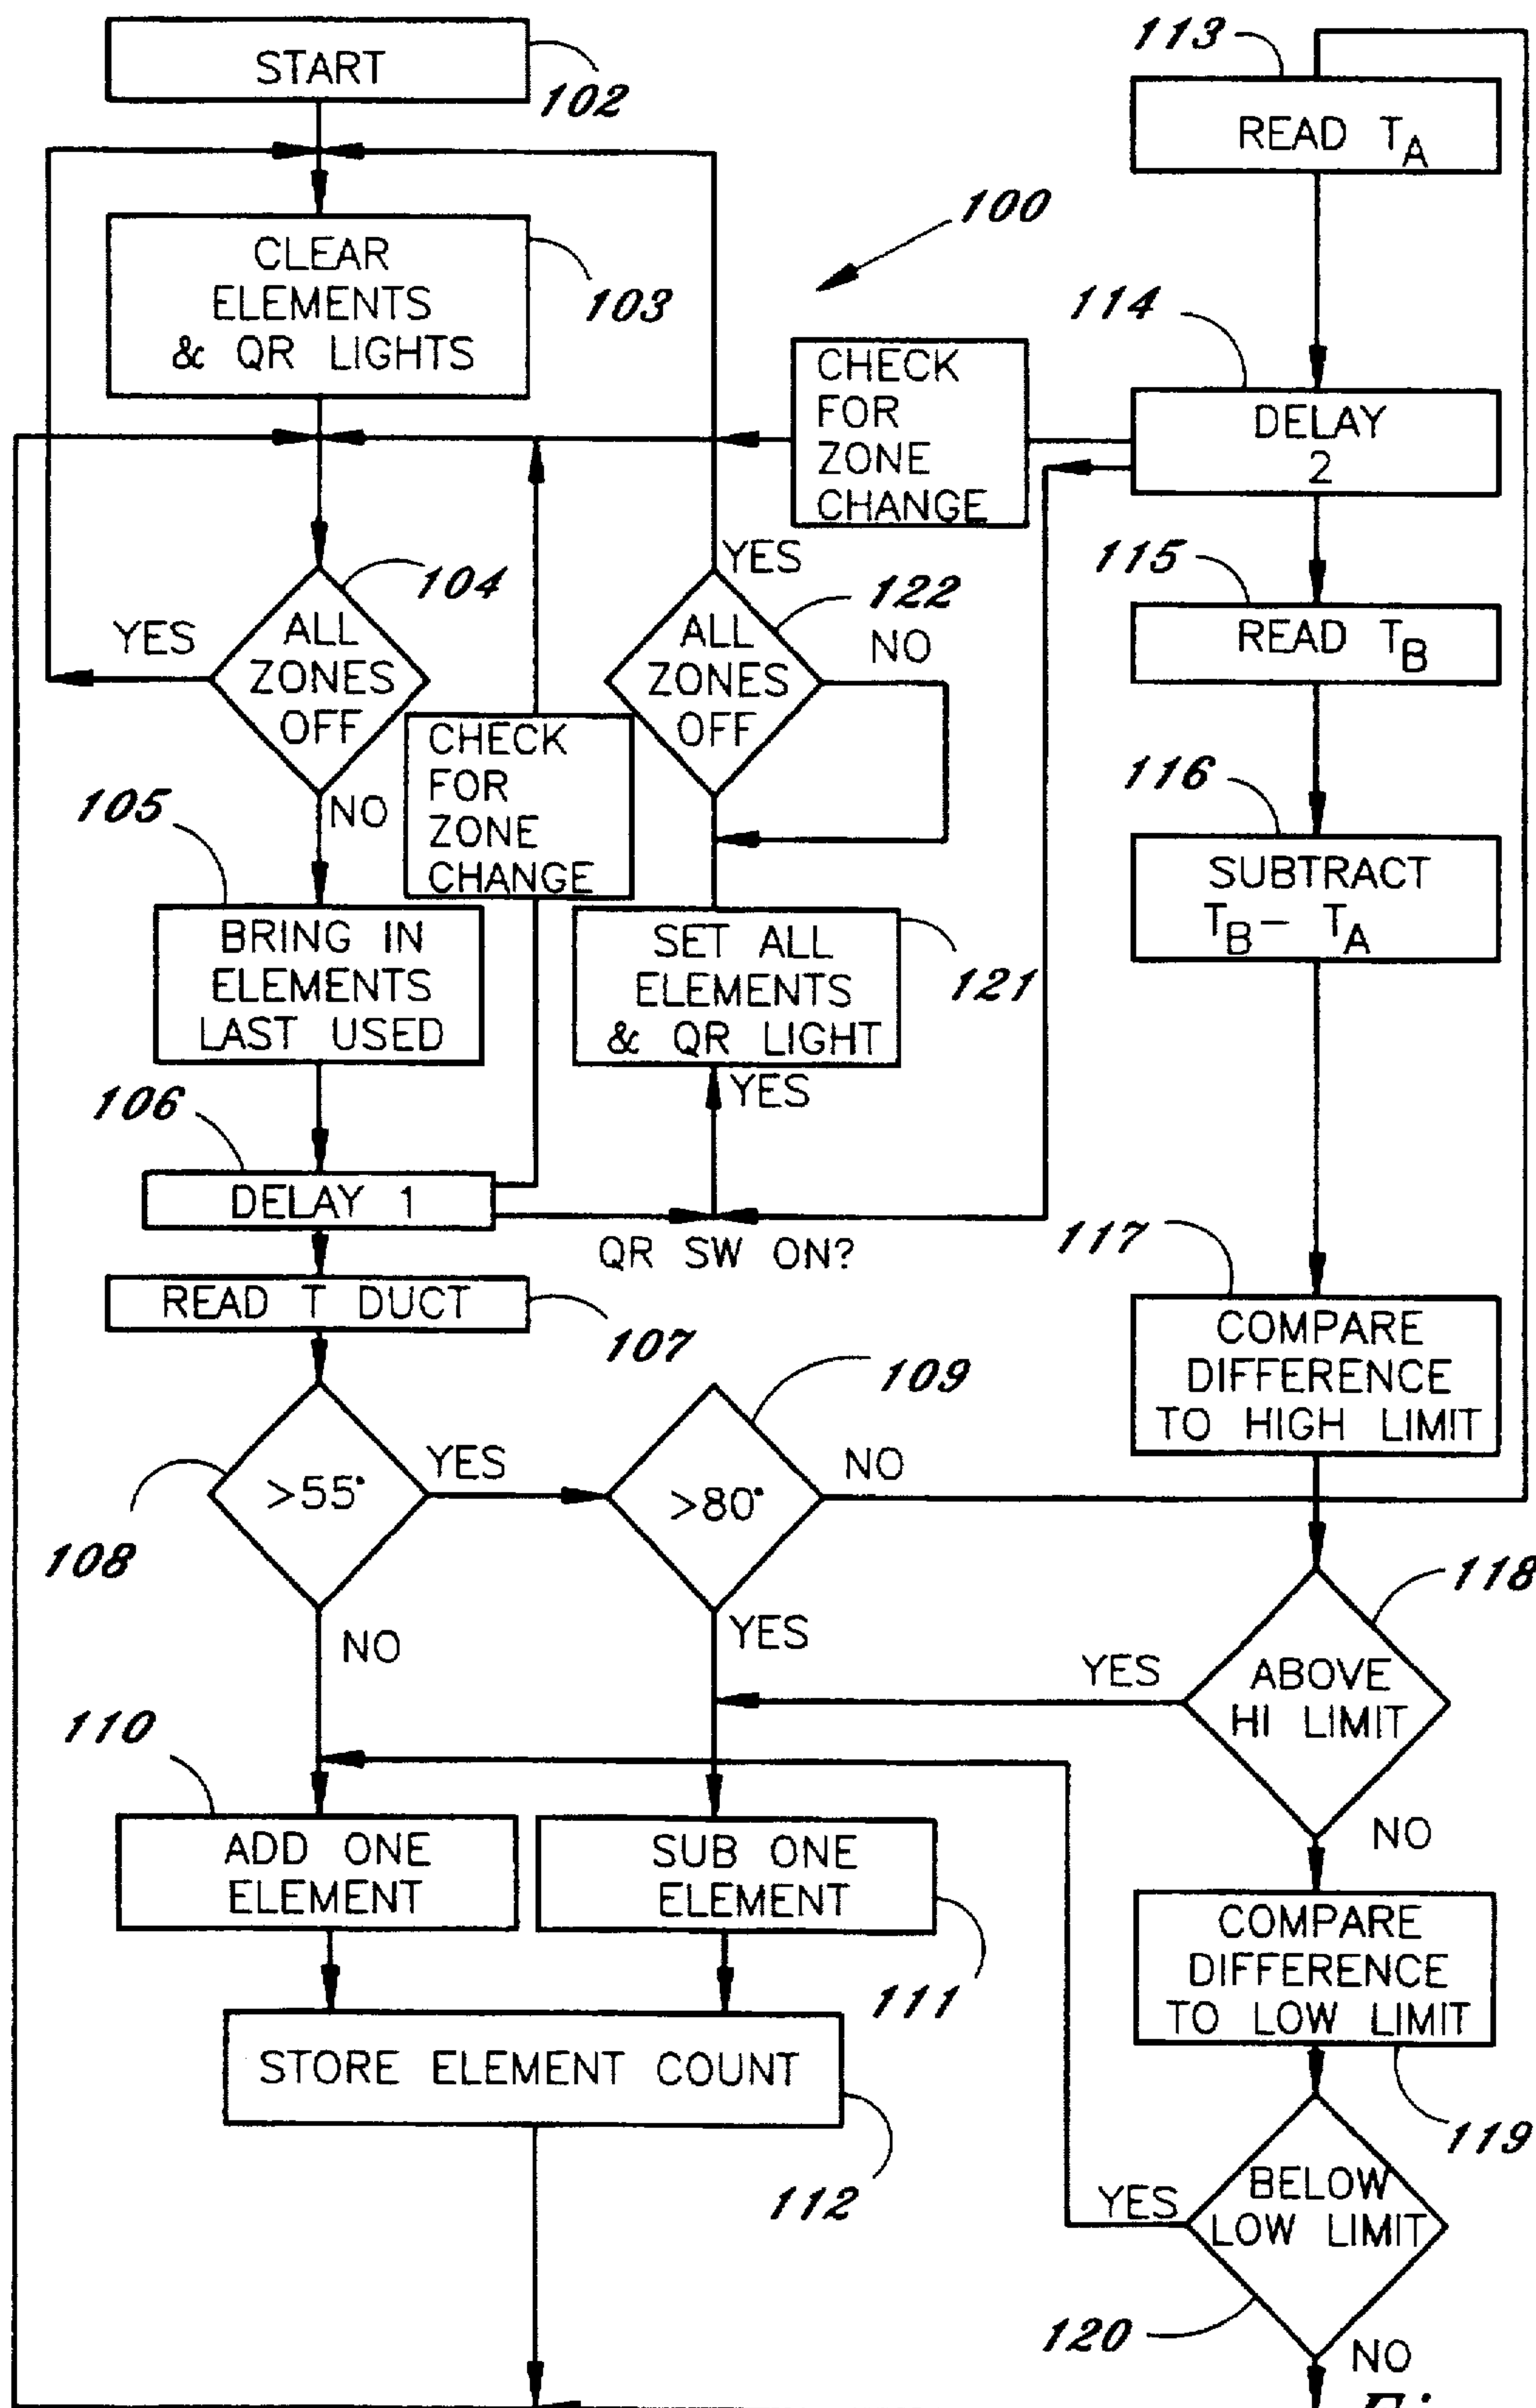 START
102
CLEAR
ELEMENTS
& QR LIGHTS
103
100
ALL
ZONES
OFF
104
YES
NO
105
BRING IN
ELEMENTS
LAST USED
CHECK
FOR
ZONE
CHANGE
106
DELAY 1
READ T DUCT
107
>55°
108
YES
NO
>80°
109
NO
YES
110
ADD ONE
ELEMENT
SUB ONE
ELEMENT
111
STORE ELEMENT COUNT
112
CHECK
FOR
ZONE
CHANGE
YES
ALL
ZONES
OFF
122
NO
SET ALL
ELEMENTS
& QR LIGHT
121
YES
QR SW ON?
113
READ TA
114
DELAY
2
115
READ TB
116
SUBTRACT
TB – TA
117
COMPARE
DIFFERENCE
TO HIGH LIMIT
118
ABOVE
HI LIMIT
YES
NO
COMPARE
DIFFERENCE
TO LOW LIMIT
119
BELOW
LOW LIMIT
YES
120
NO